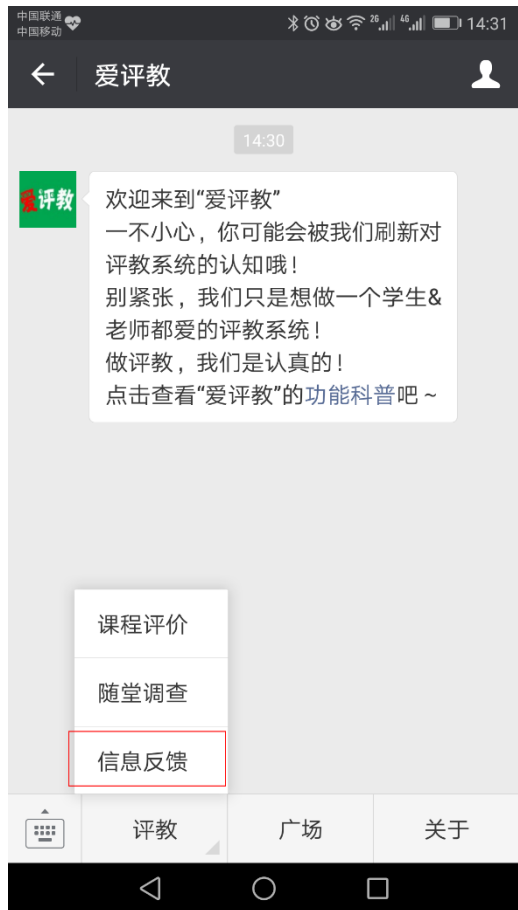 中国联通
中国移动
26 46 14:31
爱评教
14:30
爱评教
欢迎来到“爱评教”
一不小心，你可能会被我们刷新对
评教系统的认知哦！
别紧张，我们只是想做一个学生&
老师都爱的评教系统！
做评教，我们是认真的！
点击查看“爱评教”的功能科普吧~
课程评价
随堂调查
信息反馈
评教 广场 关于